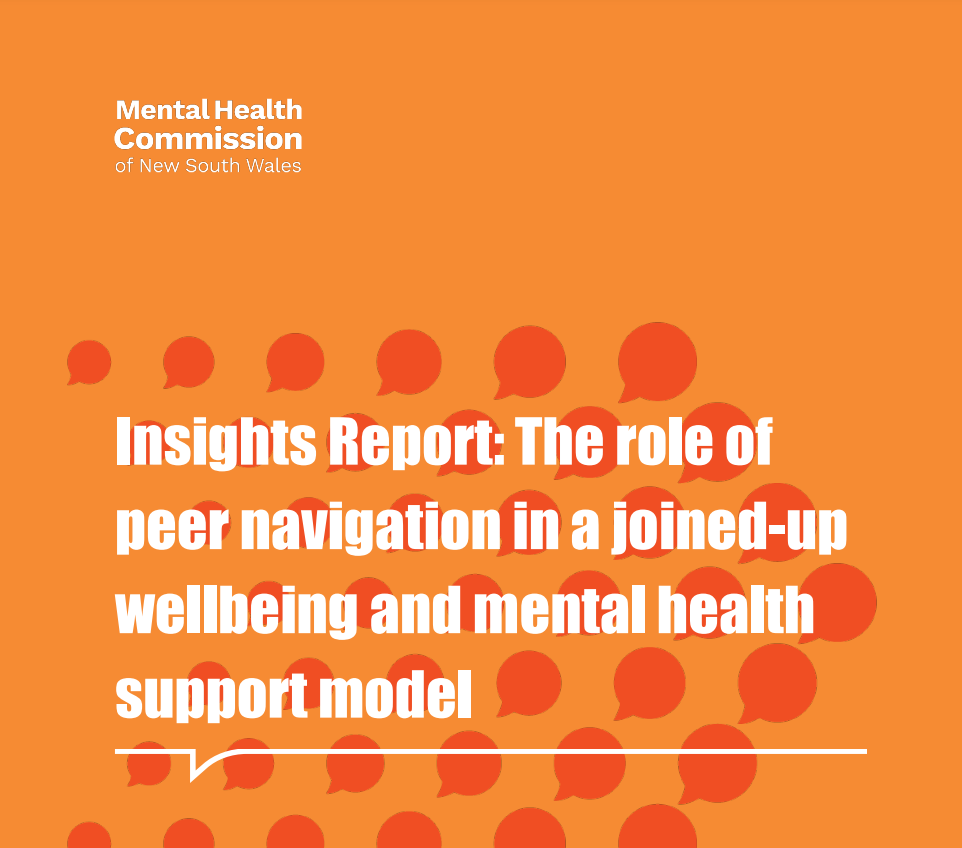 Mental Health
Commission
of New South Wales
Insights Report: The role of
peer navigation in a joined-up
wellbeing and mental health
support model